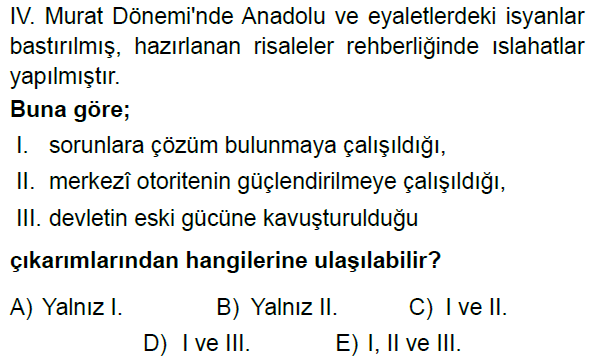 IV. Murat Dönemi'nde Anadolu ve eyaletlerdeki isyanlar
bastırılmış, hazırlanan risaleler rehberliğinde ıslahatlar
yapılmıştır.
Buna göre;
I. sorunlara çözüm bulunmaya çalışıldığı,
II. merkezî otoritenin güçlendirilmeye çalışıldığı,
III. devletin eski gücüne kavuşturulduğu
çıkarımlarından hangilerine ulaşılabilir?
A) Yalnız I. B) Yalnız II. C) I ve II.
D) I ve III. E) I, II ve III.